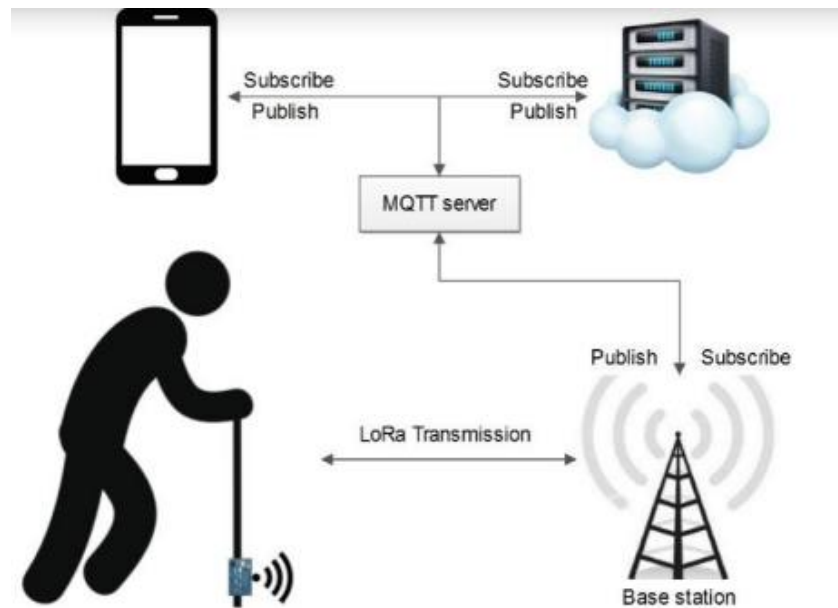 Subscribe
Publish
Subscribe
Publish
MQTT server
Publish
Subscribe
LoRa Transmission
Base station